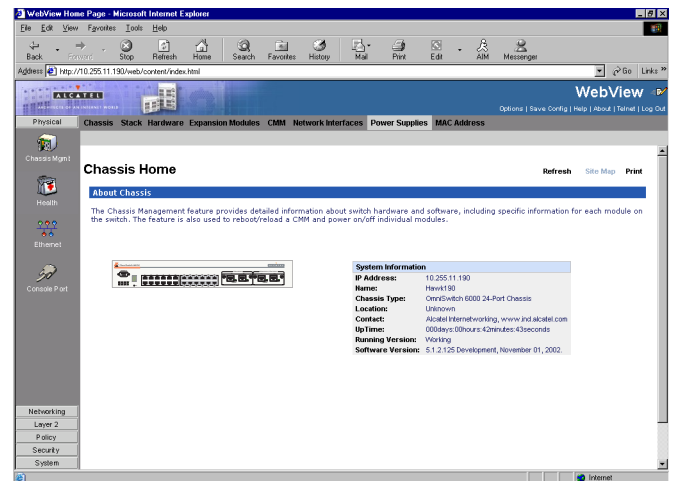 WebView Home Page - Microsoft Internet Explorer
File Edit View Favorites Tools Help
Back Forward Stop Refresh Home Search Favorites History Mail Print Edit AIM Messenger
Address http://10.255.11.190/web/content/index.html Go Links »
ALCATEL
WebView
Options | Save Config | Help | About | Telnet | Log Out
Physical
Chassis Stack Hardware Expansion Modules CMM Network Interfaces Power Supplies MAC Address
Chassis Mgmt
Health
Ethernet
Console Port
Chassis Home
Refresh Site Map Print
About Chassis
The Chassis Management feature provides detailed information about switch hardware and software, including specific information for each module on
the switch. The feature is also used to reboot/reload a CMM and power on/off individual modules.
System Information
IP Address: 10.255.11.190
Name: Hawk190
Chassis Type: OmniSwitch 6000 24-Port Chassis
Location: Unknown
Contact: Alcatel Internetworking, www.ind.alcatel.com
UpTime: 000days:00hours:42minutes:43seconds
Running Version: Working
Software Version: 5.1.2.125 Development, November 01, 2002.
Networking
Layer 2
Policy
Security
System
Internet